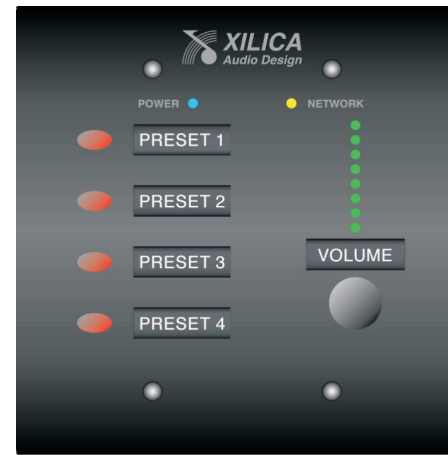 XILICA
Audio Design
POWER
NETWORK
PRESET 1
PRESET 2
PRESET 3
PRESET 4
VOLUME